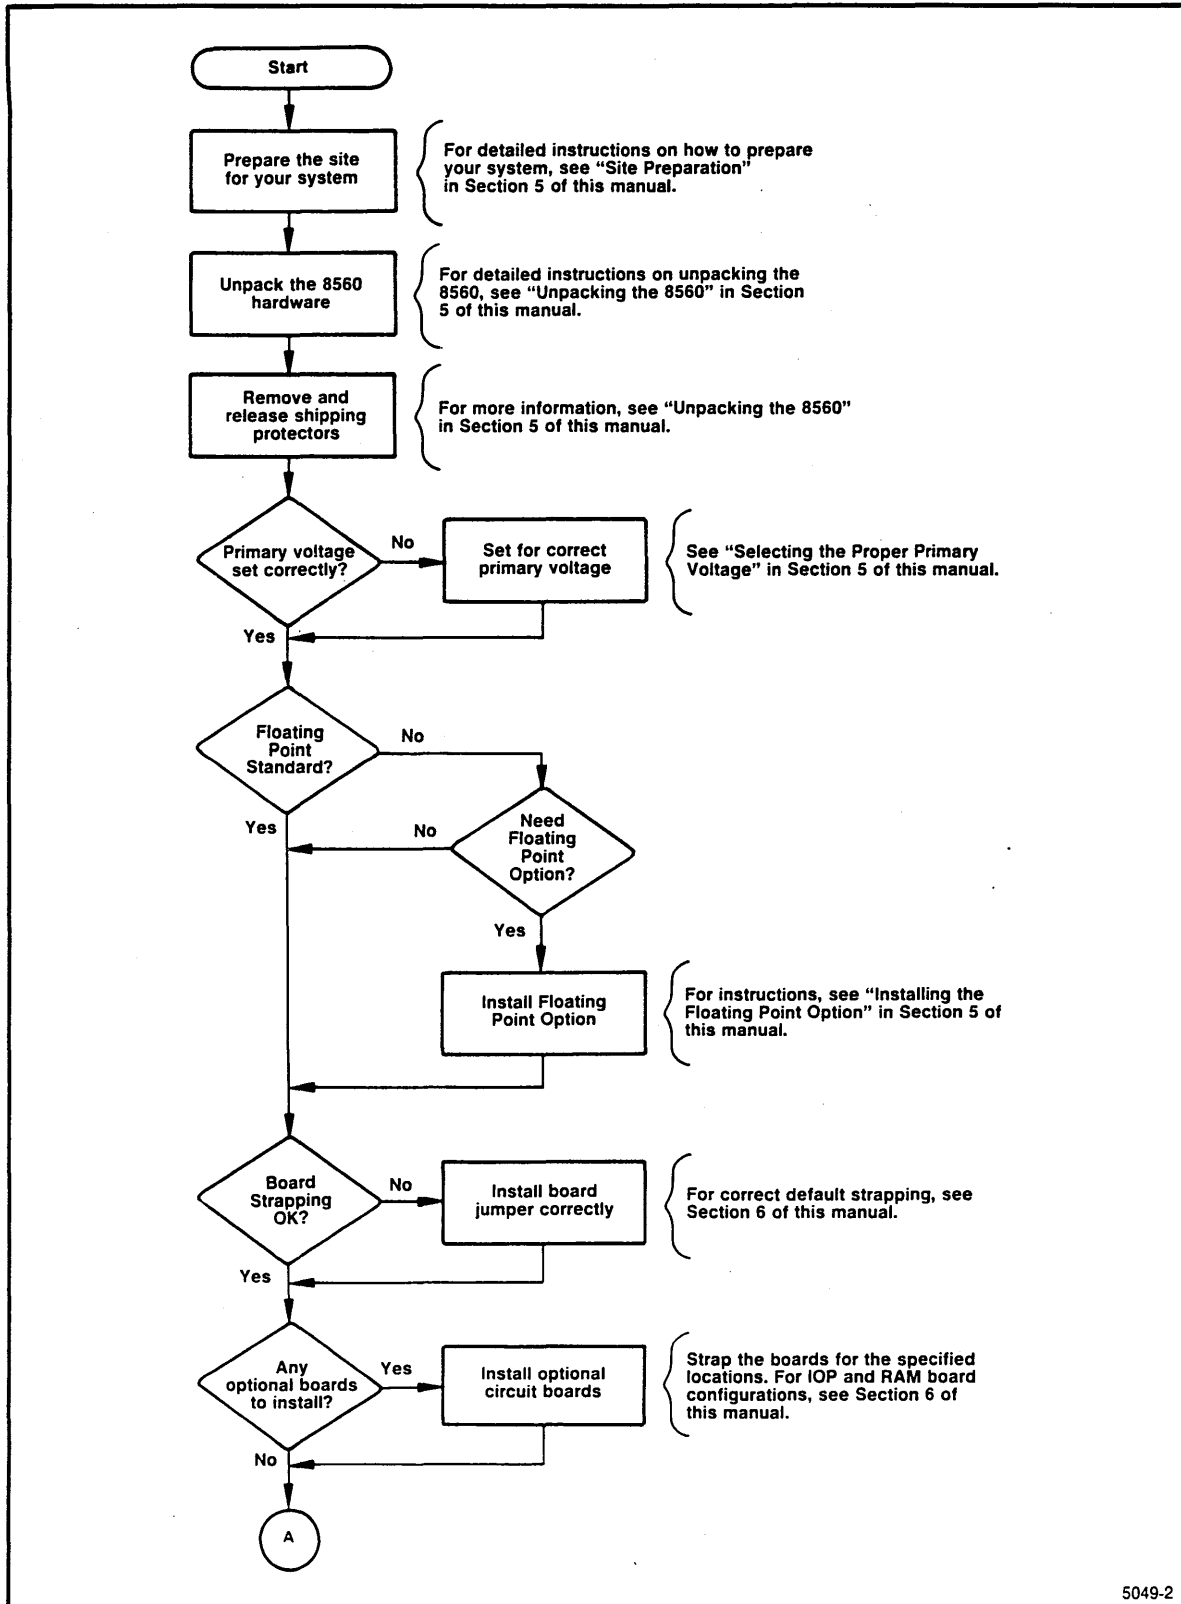 Start
Prepare the site
for your system
For detailed instructions on how to prepare
your system, see “Site Preparation”
in Section 5 of this manual.
Unpack the 8560
hardware
For detailed instructions on unpacking the
8560, see “Unpacking the 8560” in Section
5 of this manual.
Remove and
release shipping
protectors
For more information, see “Unpacking the 8560”
in Section 5 of this manual.
Primary voltage
set correctly?
No
Set for correct
primary voltage
See “Selecting the Proper Primary
Voltage” in Section 5 of this manual.
Yes
Floating
Point
Standard?
No
Yes
Need
Floating
Point
Option?
No
Yes
Install Floating
Point Option
For instructions, see “Installing the
Floating Point Option” in Section 5 of
this manual.
Board
Strapping
OK?
No
Install board
jumper correctly
For correct default strapping, see
Section 6 of this manual.
Yes
Any
optional boards
to install?
Yes
Install optional
circuit boards
Strap the boards for the specified
locations. For IOP and RAM board
configurations, see Section 6 of
this manual.
No
A
5049-2